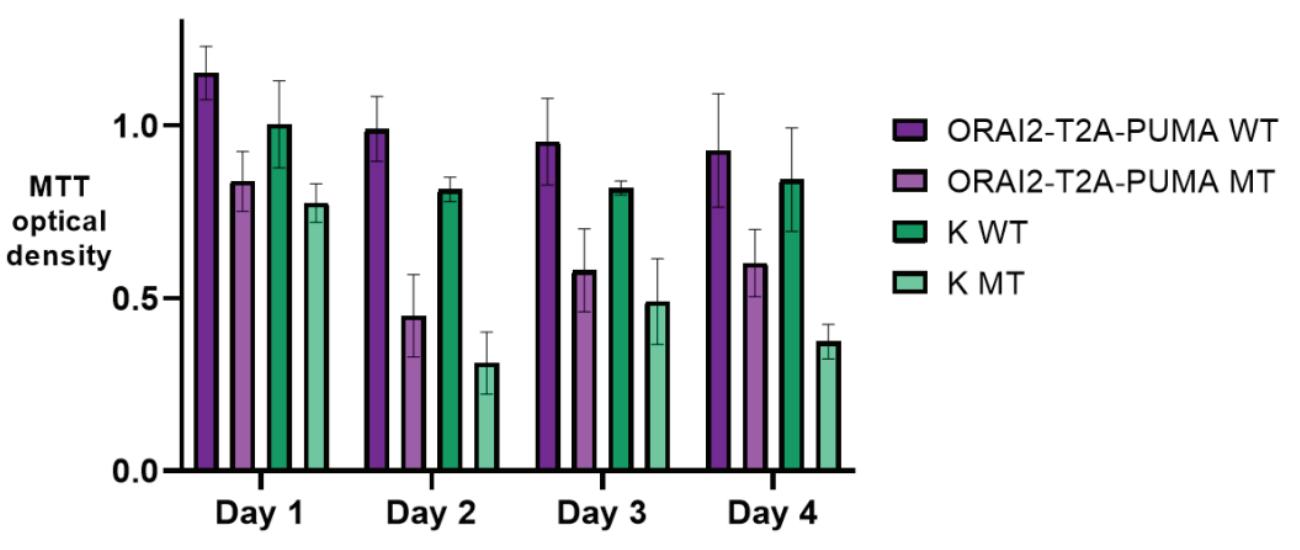 MTT
optical
density
1.0
0.5
0.0
Day 1
Day 2
Day 3
Day 4
ORAI2-T2A-PUMA WT
ORAI2-T2A-PUMA MT
K WT
K MT